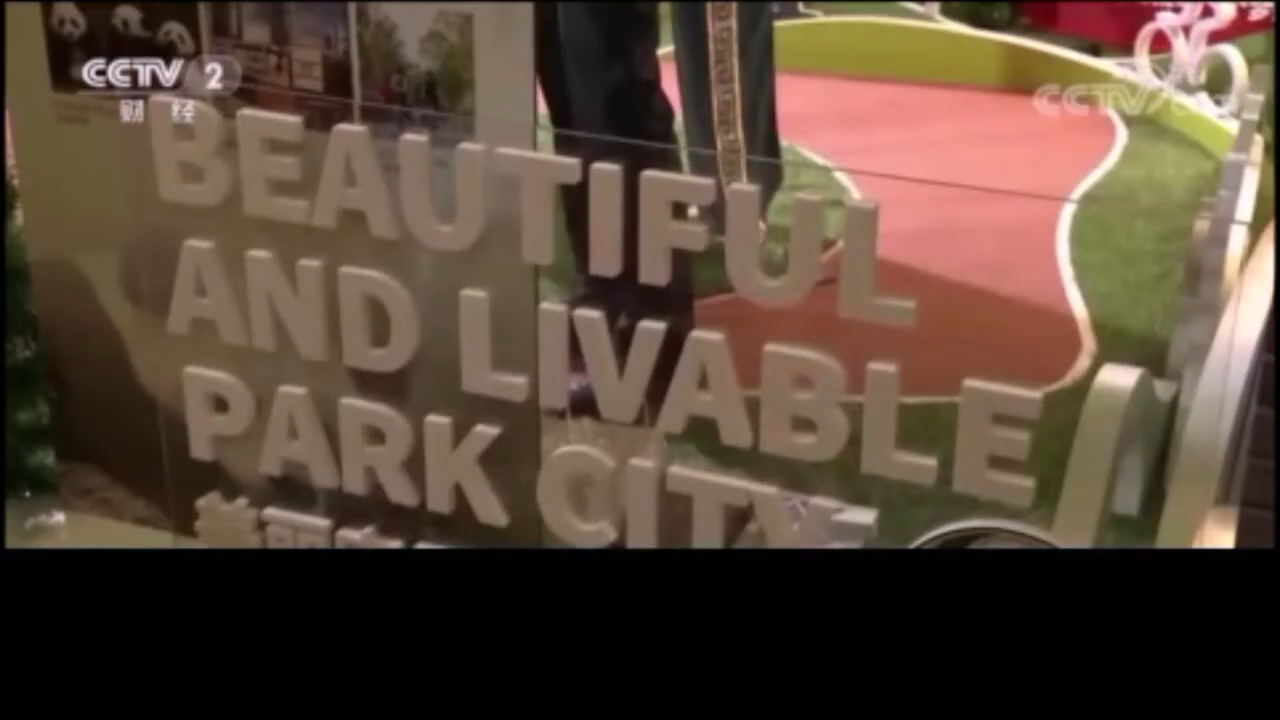 CCTV 2
财经
BEAUTIFUL
AND LIVABLE
PARK CITY